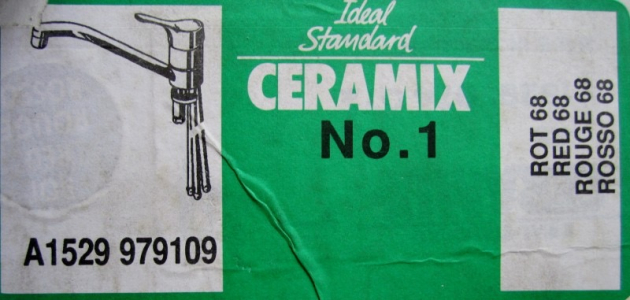 Ideal
Standard
CERAMIX
No.1
A1529 979109
ROT 68
RED 68
ROUGE 68
ROSSO 68